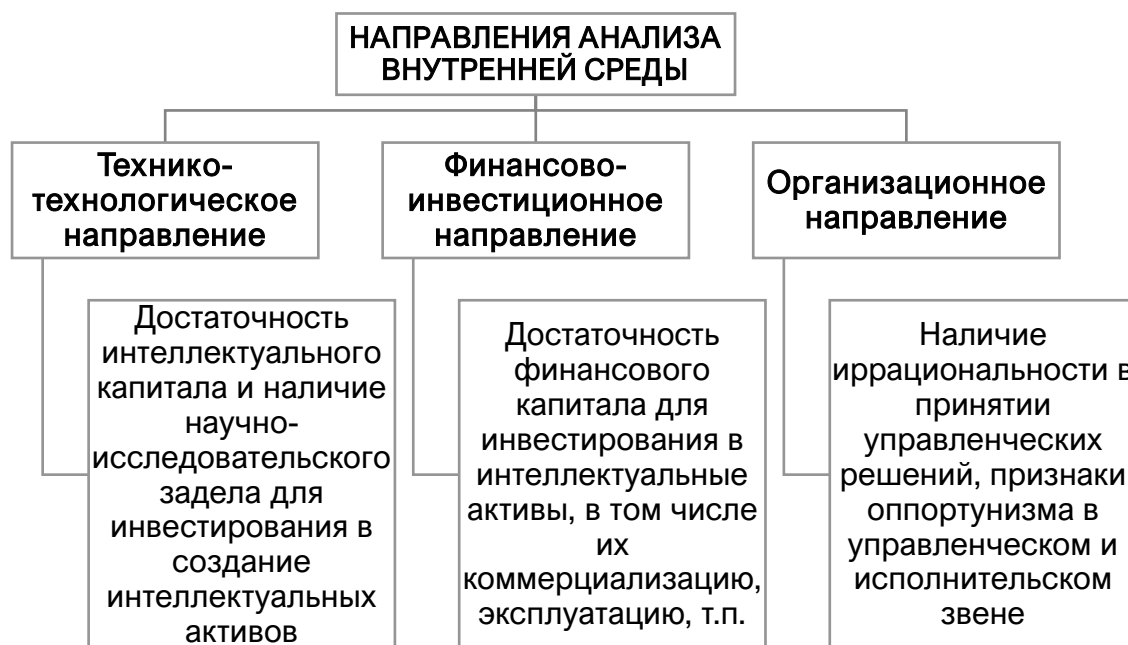 НАПРАВЛЕНИЯ АНАЛИЗА
ВНУТРЕННЕЙ СРЕДЫ
Технико-
технологическое
направление
Финансово-
инвестиционное
направление
Организационное
направление
Достаточность
интеллектуального
капитала и наличие
научно-
исследовательского
задела для
инвестирования в
создание
интеллектуальных
активов
Достаточность
финансового
капитала для
инвестирования в
интеллектуальные
активы, в том числе
их
коммерциализацию,
эксплуатацию, т.п.
Наличие
иррациональности в
принятии
управленческих
решений, признаки
оппортунизма в
управленческом и
исполнительском
звене